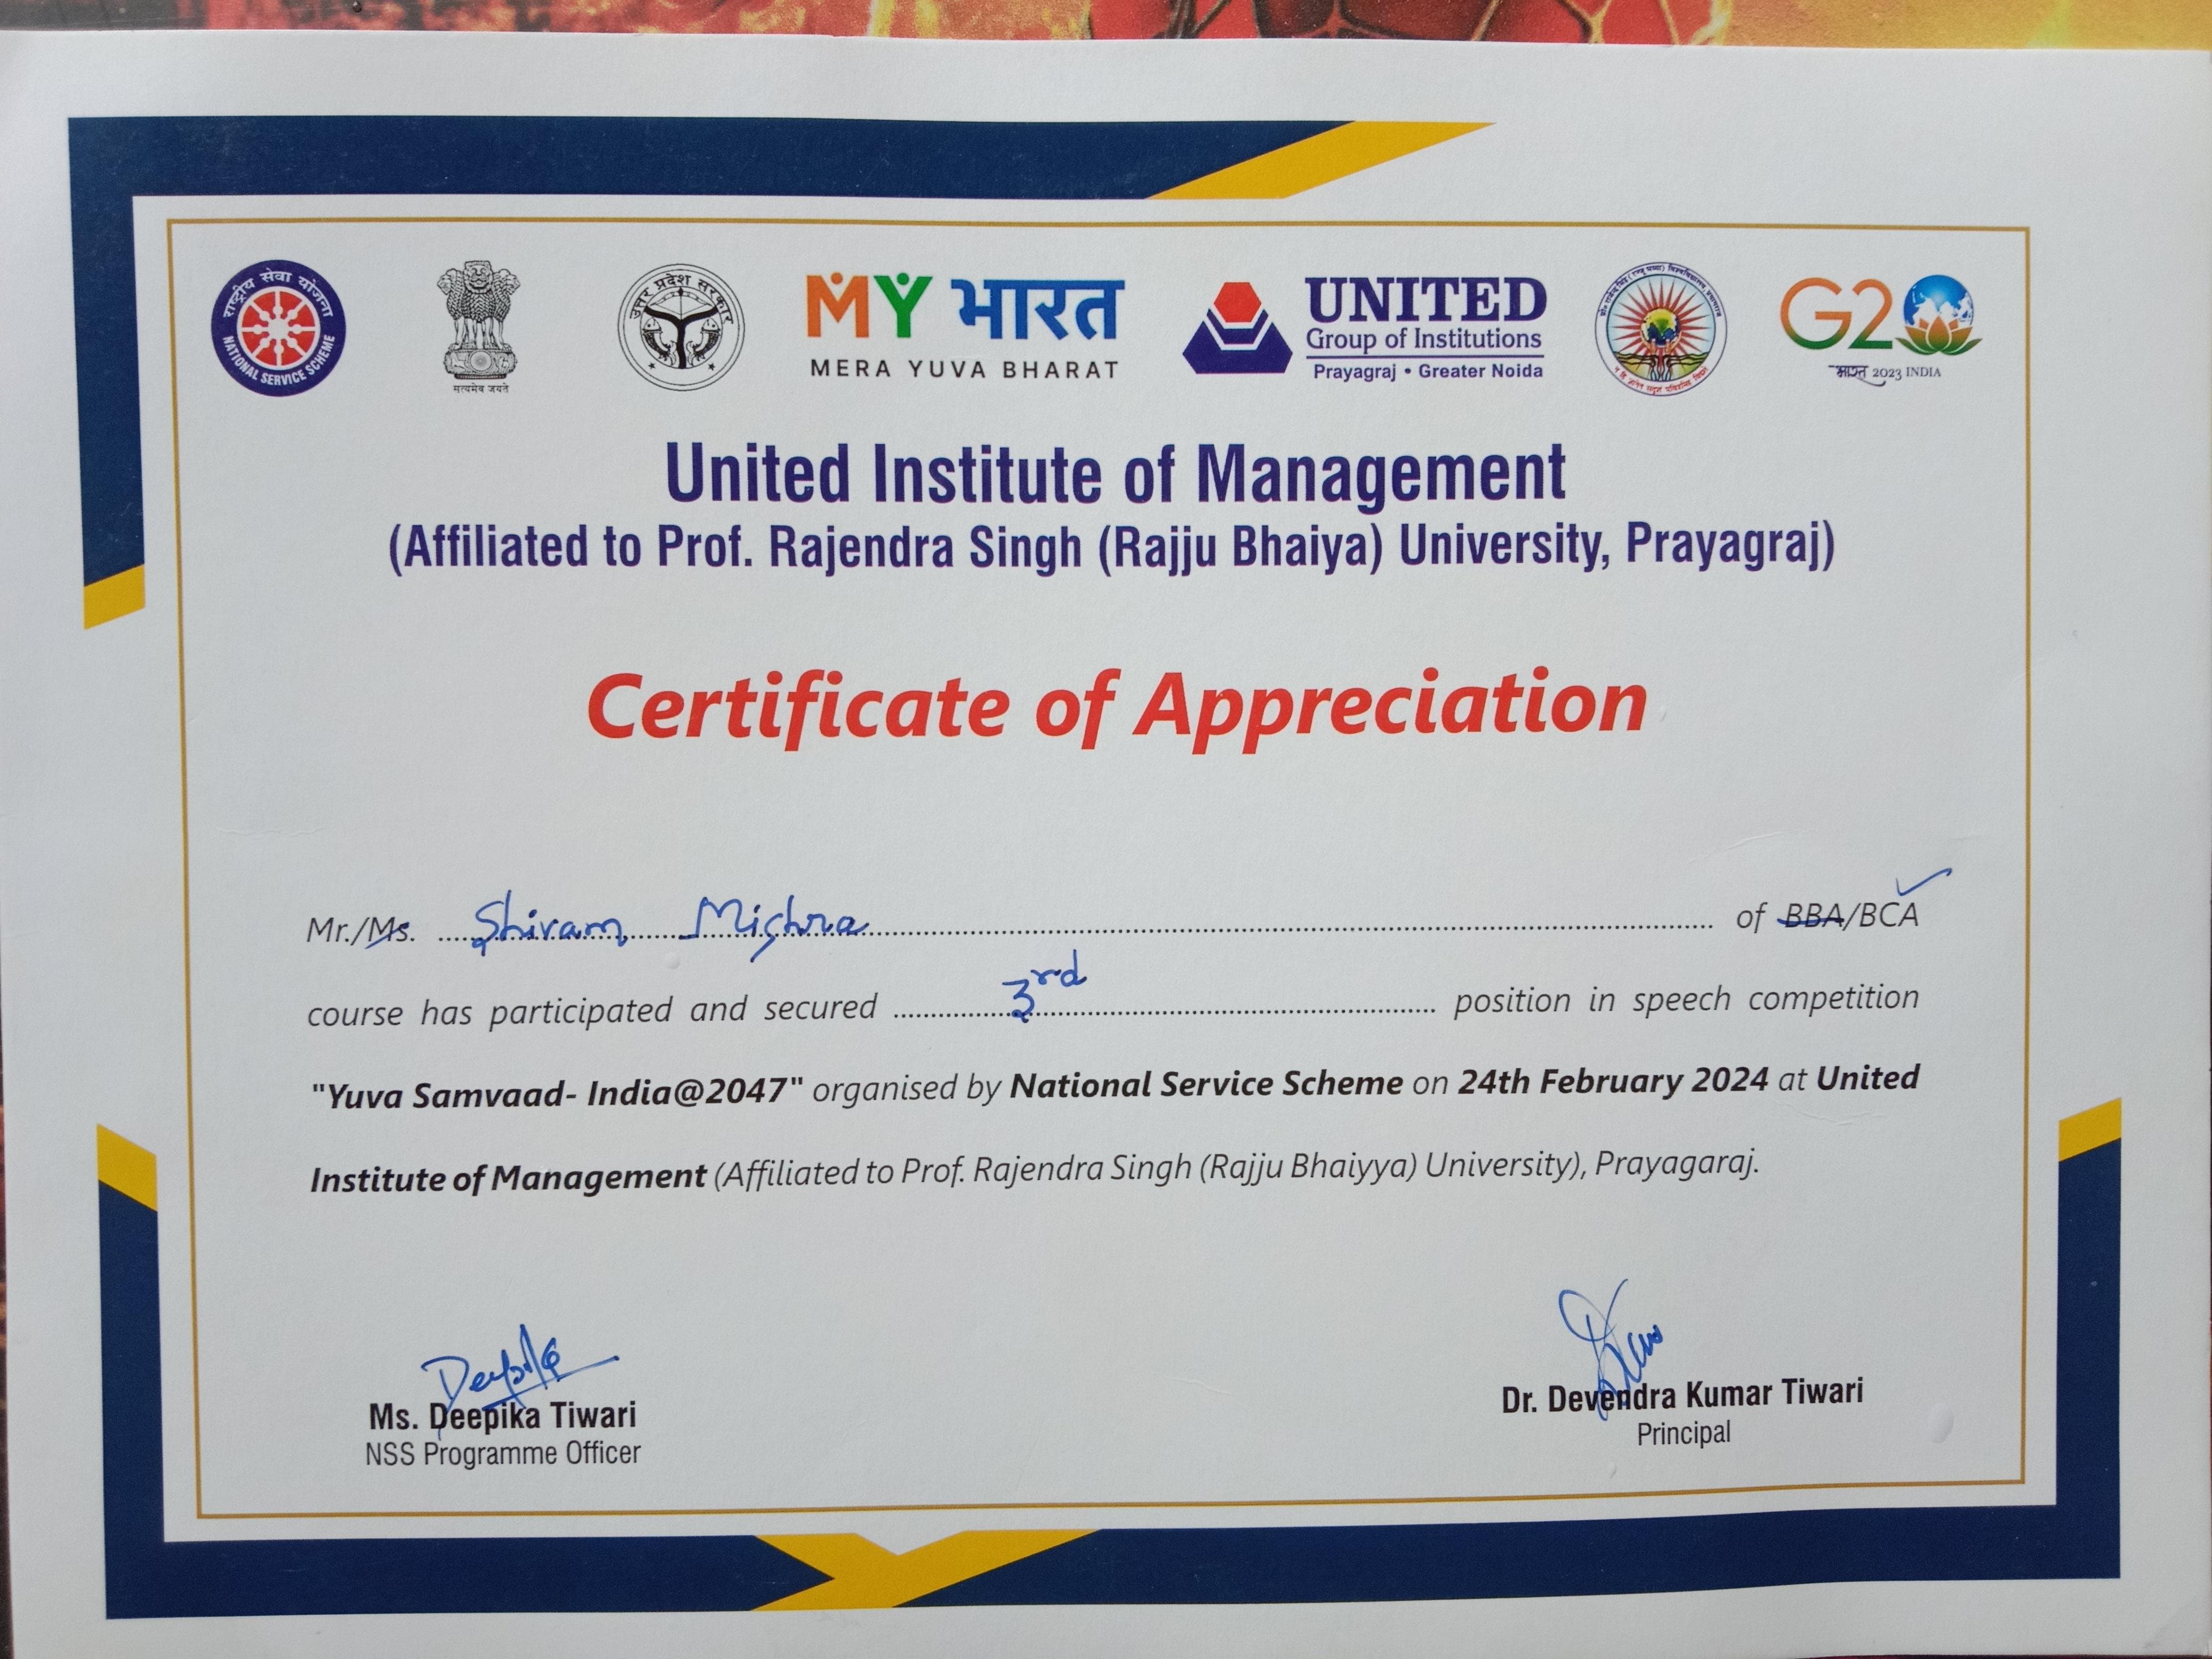 राष्ट्रीय सेवा योजना
NATIONAL SERVICE SCHEME
सत्यमेव जयते
उत्तर प्रदेश सरकार
MY भारत
MERA YUVA BHARAT
UNITED
Group of Institutions
Prayagraj • Greater Noida
G20
भारत 2023 INDIA
United Institute of Management
(Affiliated to Prof. Rajendra Singh (Rajju Bhaiya) University, Prayagraj)
Certificate of Appreciation
Mr./Ms. Shivam Mishra of BBA/BCA
course has participated and secured 3rd position in speech competition
"Yuva Samvaad- India@2047" organised by National Service Scheme on 24th February 2024 at United
Institute of Management (Affiliated to Prof. Rajendra Singh (Rajju Bhaiyya) University), Prayagaraj.
Deepika
Ms. Deepika Tiwari
NSS Programme Officer
Dr. Devendra Kumar Tiwari
Principal